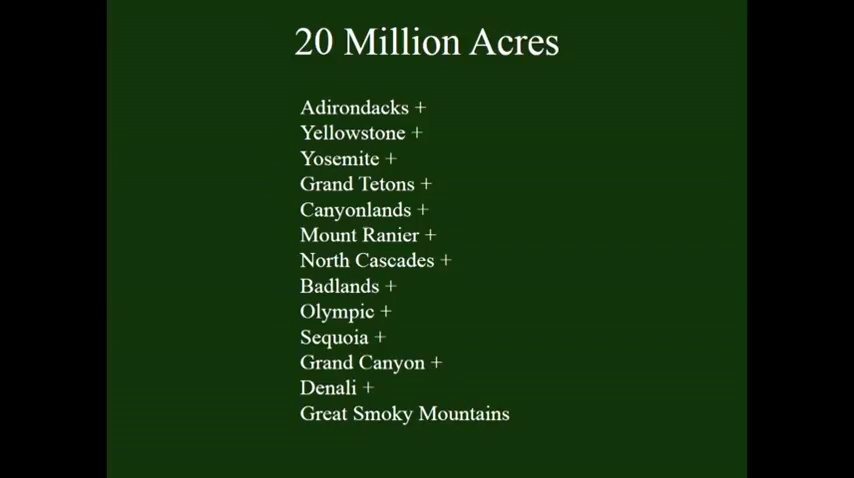 20 Million Acres
Adirondacks +
Yellowstone +
Yosemite +
Grand Tetons +
Canyonlands +
Mount Ranier +
North Cascades +
Badlands +
Olympic +
Sequoia +
Grand Canyon +
Denali +
Great Smoky Mountains